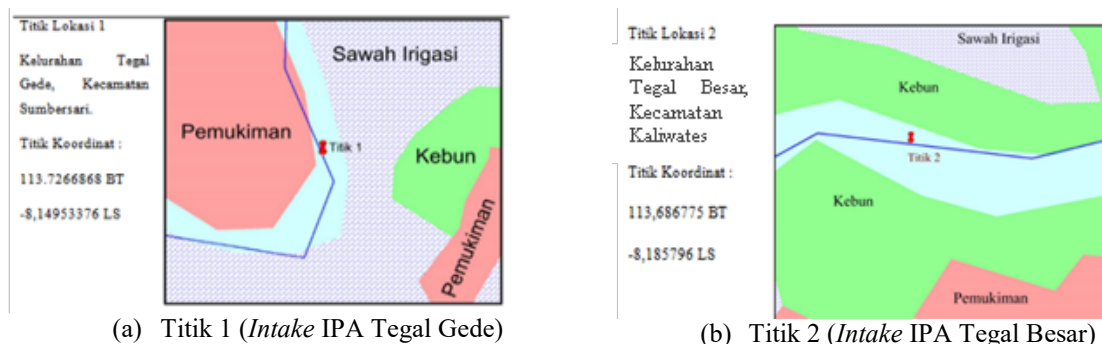 Titik Lokasi 1
Kelurahan Tegal
Gede, Kecamatan
Sumbersari.
Titik Koordinat :
113.7266868 BT
-8,14953376 LS
Sawah Irigasi
Pemukiman
Titik 1
Kebun
Pemukiman
(a) Titik 1 (Intake IPA Tegal Gede)
Titik Lokasi 2
Kelurahan
Tegal Besar,
Kecamatan
Kaliwates
Titik Koordinat :
113,686775 BT
-8,185796 LS
Sawah Irigasi
Kebun
Titik 2
Kebun
Pemukiman
(b) Titik 2 (Intake IPA Tegal Besar)